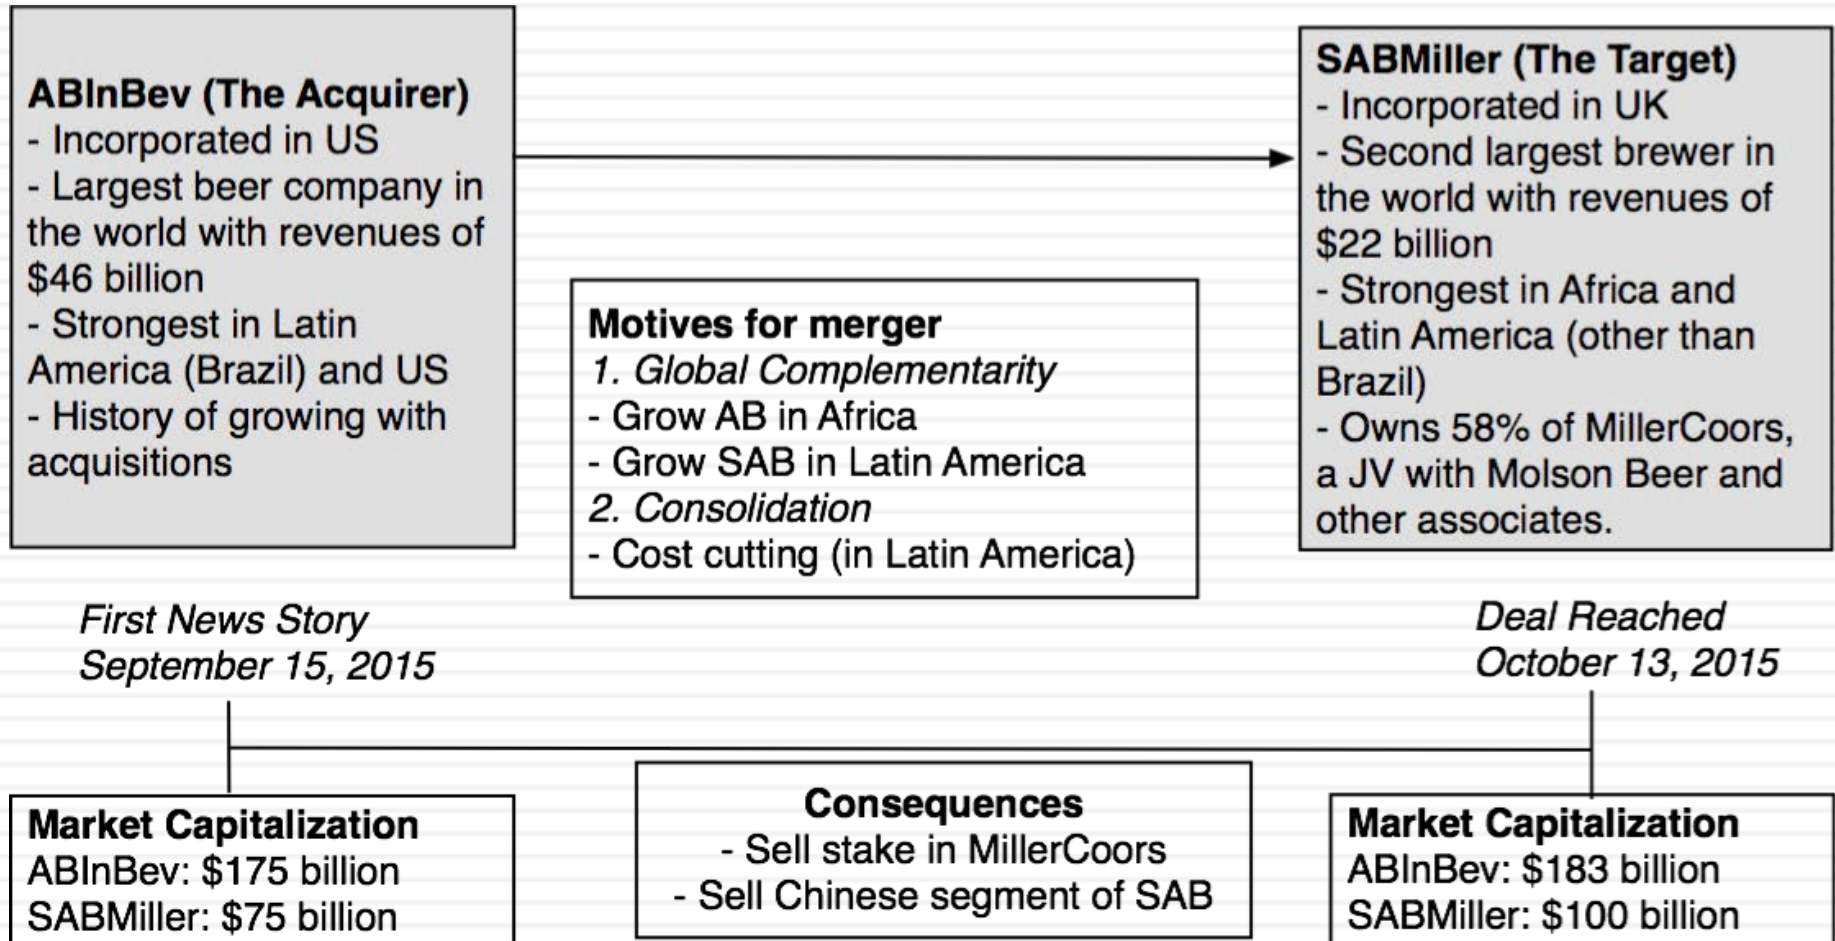 ABInBev (The Acquirer)
- Incorporated in US
- Largest beer company in
the world with revenues of
$46 billion
- Strongest in Latin
America (Brazil) and US
- History of growing with
acquisitions
Motives for merger
1. Global Complementarity
- Grow AB in Africa
- Grow SAB in Latin America
2. Consolidation
- Cost cutting (in Latin America)
SABMiller (The Target)
- Incorporated in UK
- Second largest brewer in
the world with revenues of
$22 billion
- Strongest in Africa and
Latin America (other than
Brazil)
- Owns 58% of MillerCoors,
a JV with Molson Beer and
other associates.
First News Story
September 15, 2015
Deal Reached
October 13, 2015
Market Capitalization
ABInBev: $175 billion
SABMiller: $75 billion
Consequences
- Sell stake in MillerCoors
- Sell Chinese segment of SAB
Market Capitalization
ABInBev: $183 billion
SABMiller: $100 billion